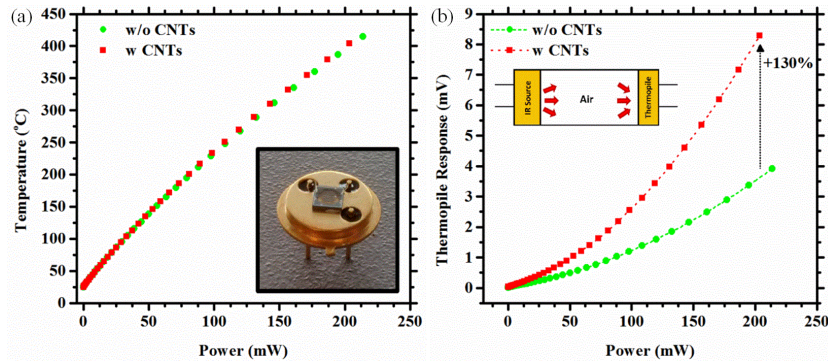 (a)
w/o CNTs
w CNTs
Temperature (°C)
450
400
350
300
250
200
150
100
50
0
0 50 100 150 200 250
Power (mW)
(b)
w/o CNTs
w CNTs
+130%
IR Source
Air
Thermopile
Thermopile Response (mV)
9
8
7
6
5
4
3
2
1
0
0 50 100 150 200 250
Power (mW)